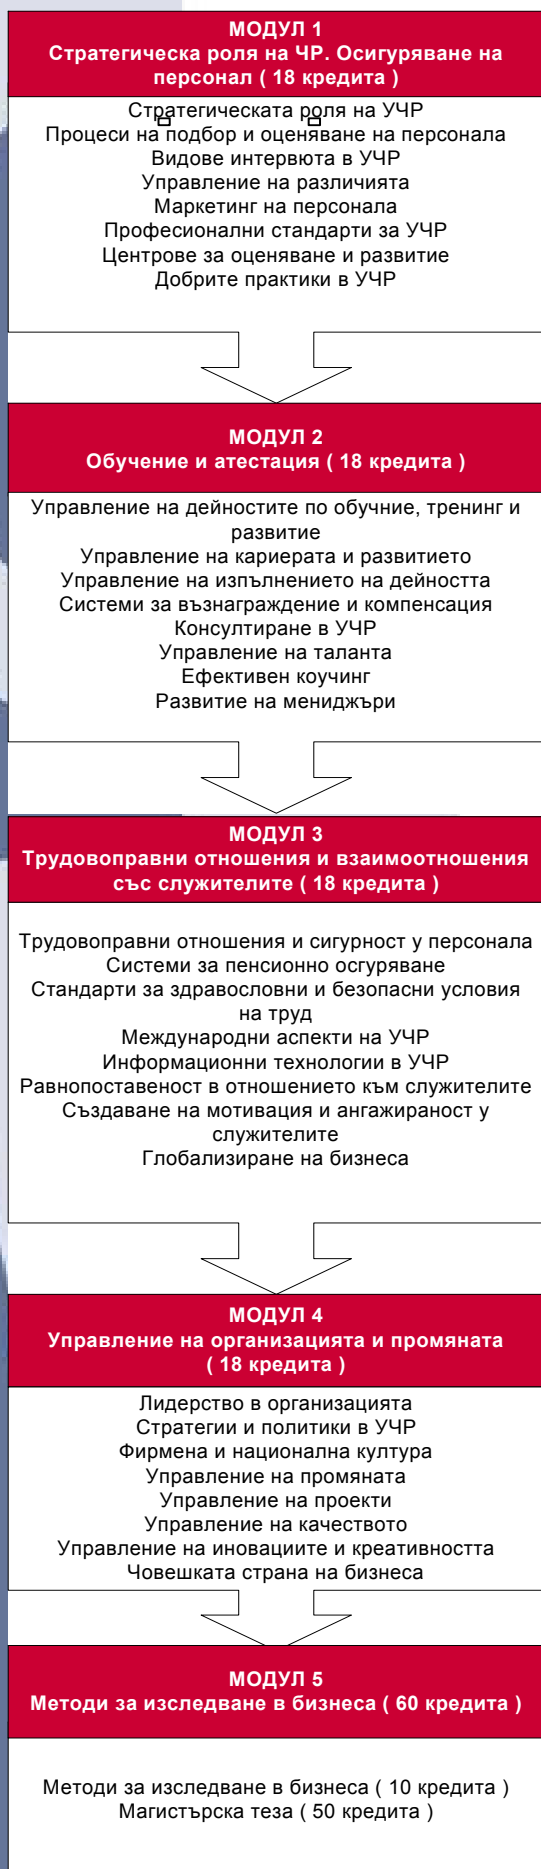 МОДУЛ 1
Стратегическа роля на ЧР. Осигуряване на
персонал ( 18 кредита )
Стратегическата роля на УЧР
Процеси на подбор и оценяване на персонала
Видове интервюта в УЧР
Управление на различията
Маркетинг на персонала
Професионални стандарти за УЧР
Центрове за оценяване и развитие
Добрите практики в УЧР
МОДУЛ 2
Обучение и атестация ( 18 кредита )
Управление на дейностите по обучние, тренинг и
развитие
Управление на кариерата и развитието
Управление на изпълнението на дейността
Системи за възнаграждение и компенсация
Консултиране в УЧР
Управление на таланта
Ефективен коучинг
Развитие на мениджъри
МОДУЛ 3
Трудовоправни отношения и взаимоотношения
със служителите ( 18 кредита )
Трудовоправни отношения и сигурност у персонала
Системи за пенсионно осгуряване
Стандарти за здравословни и безопасни условия
на труд
Международни аспекти на УЧР
Информационни технологии в УЧР
Равнопоставеност в отношението към служителите
Създаване на мотивация и ангажираност у
служителите
Глобализиране на бизнеса
МОДУЛ 4
Управление на организацията и промяната
( 18 кредита )
Лидерство в организацията
Стратегии и политики в УЧР
Фирмена и национална култура
Управление на промяната
Управление на проекти
Управление на качеството
Управление на иновациите и креативността
Човешката страна на бизнеса
МОДУЛ 5
Методи за изследване в бизнеса ( 60 кредита )
Методи за изследване в бизнеса ( 10 кредита )
Магистърска теза ( 50 кредита )